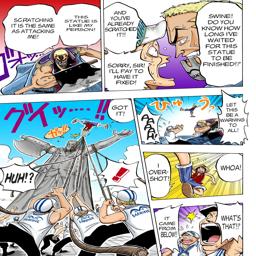 SWINE!
DO YOU
KNOW HOW
LONG I'VE
WAITED
FOR THIS
STATUE
TO BE
FINISHED!?
AND
YOU'VE
ALREADY
SCRATCHED
IT!!
SORRY, SIR!
I'LL PAY TO
HAVE IT
FIXED!
THIS
STATUE IS
LIKE MY
PERSON!
SCRATCHING
IT IS THE SAME
AS ATTACKING
ME!
LET
THIS BE A
WARNING
TO ALL!
GOT
IT!
HUH!?
WHOA!
I
OVER-
SHOT!
WHAT'S
THAT!?
IT
CAME
FROM
BELOW!